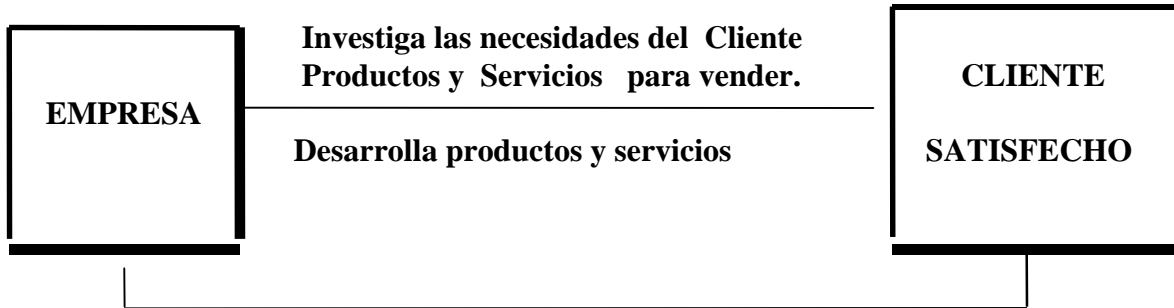 EMPRESA
Investiga las necesidades del Cliente
Productos y Servicios para vender.
Desarrolla productos y servicios
CLIENTE
SATISFECHO